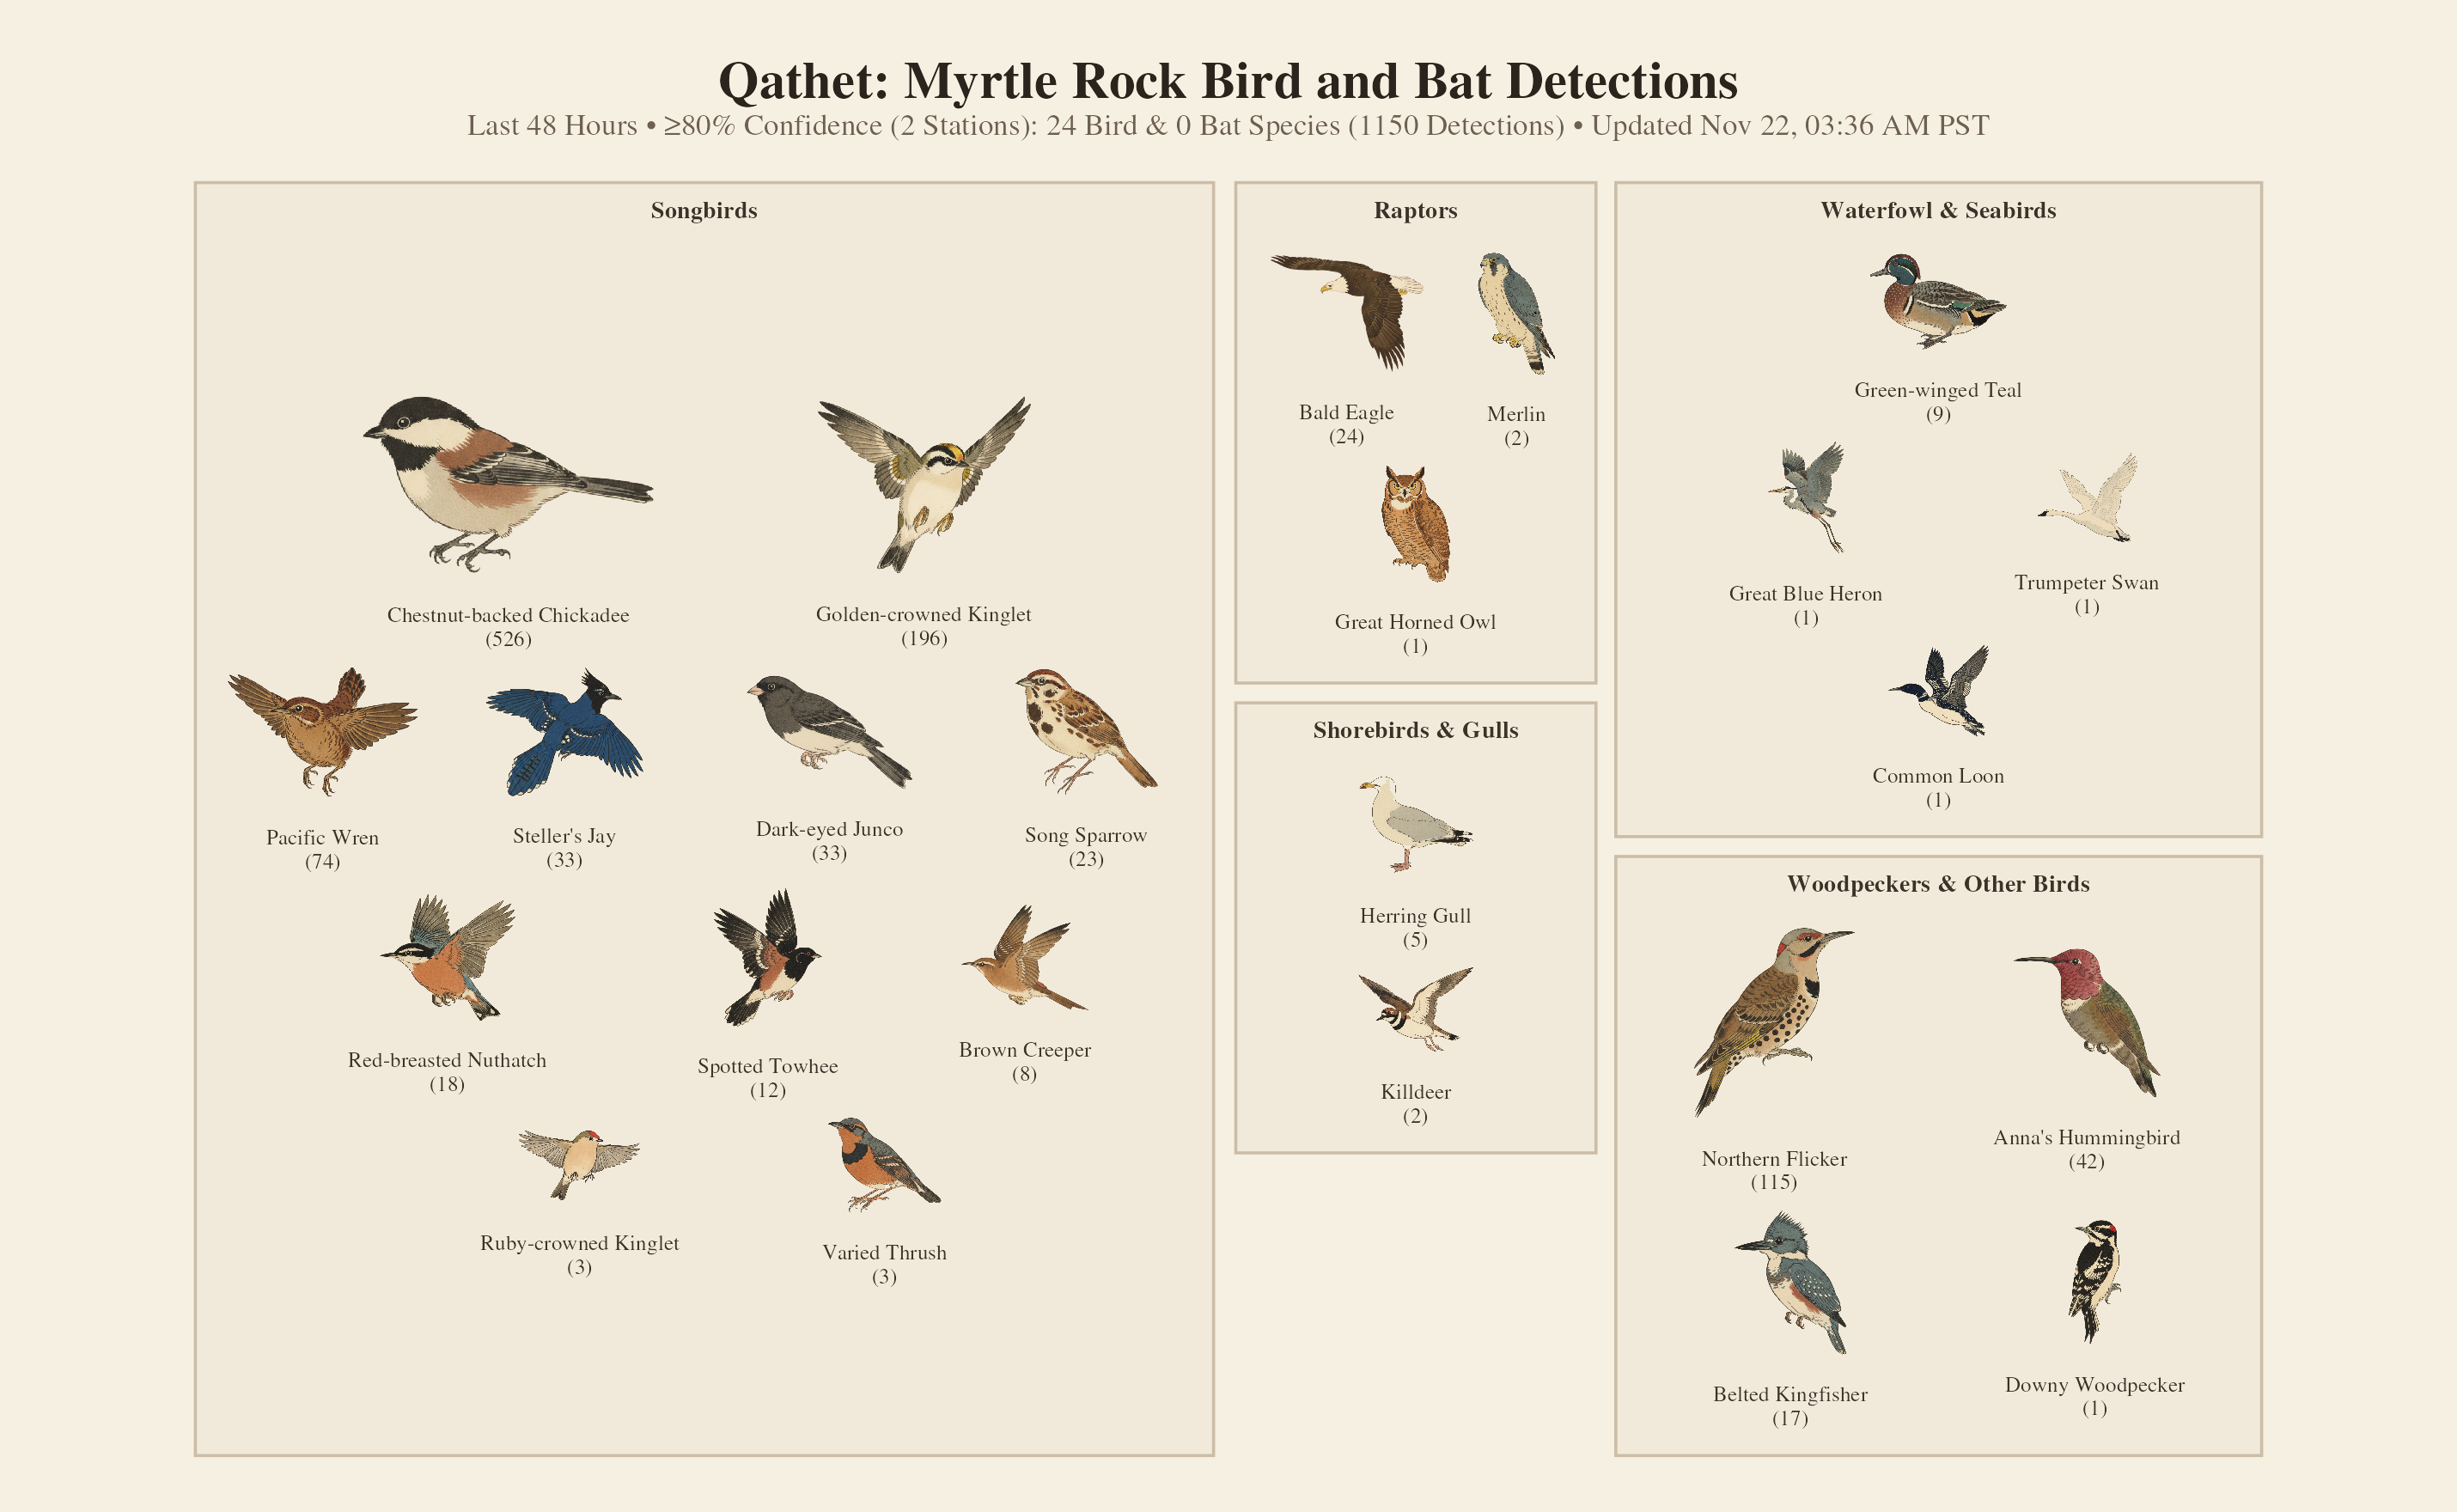 Qathet: Myrtle Rock Bird and Bat Detections
Last 48 Hours • ≥80% Confidence (2 Stations): 24 Bird & 0 Bat Species (1150 Detections) • Updated Nov 22, 03:36 AM PST
Songbirds
Chestnut-backed Chickadee
(526)
Golden-crowned Kinglet
(196)
Pacific Wren
(74)
Steller's Jay
(33)
Dark-eyed Junco
(33)
Song Sparrow
(23)
Red-breasted Nuthatch
(18)
Spotted Towhee
(12)
Brown Creeper
(8)
Ruby-crowned Kinglet
(3)
Varied Thrush
(3)
Raptors
Bald Eagle
(24)
Merlin
(2)
Great Horned Owl
(1)
Shorebirds & Gulls
Herring Gull
(5)
Killdeer
(2)
Waterfowl & Seabirds
Green-winged Teal
(9)
Great Blue Heron
(1)
Trumpeter Swan
(1)
Common Loon
(1)
Woodpeckers & Other Birds
Northern Flicker
(115)
Anna's Hummingbird
(42)
Belted Kingfisher
(17)
Downy Woodpecker
(1)